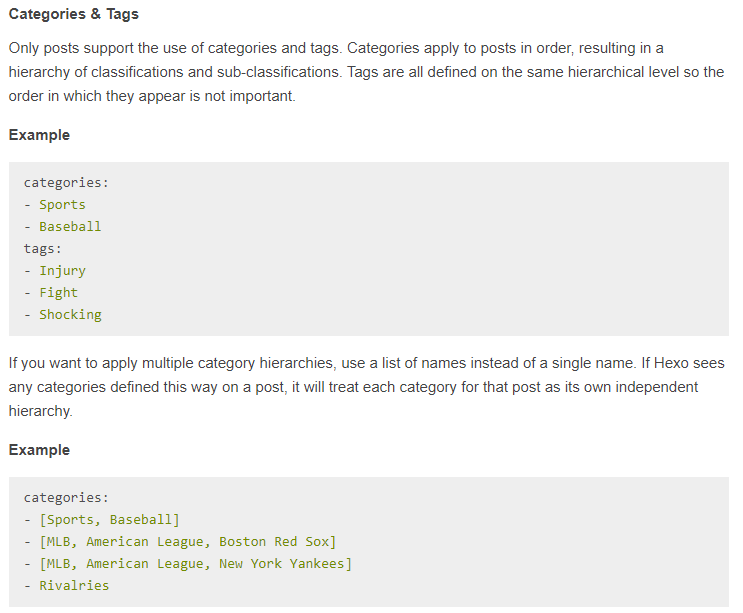 Categories & Tags
Only posts support the use of categories and tags. Categories apply to posts in order, resulting in a
hierarchy of classifications and sub-classifications. Tags are all defined on the same hierarchical level so the
order in which they appear is not important.
Example
categories:
- Sports
- Baseball
tags:
- Injury
- Fight
- Shocking
If you want to apply multiple category hierarchies, use a list of names instead of a single name. If Hexo sees
any categories defined this way on a post, it will treat each category for that post as its own independent
hierarchy.
Example
categories:
- [Sports, Baseball]
- [MLB, American League, Boston Red Sox]
- [MLB, American League, New York Yankees]
- Rivalries